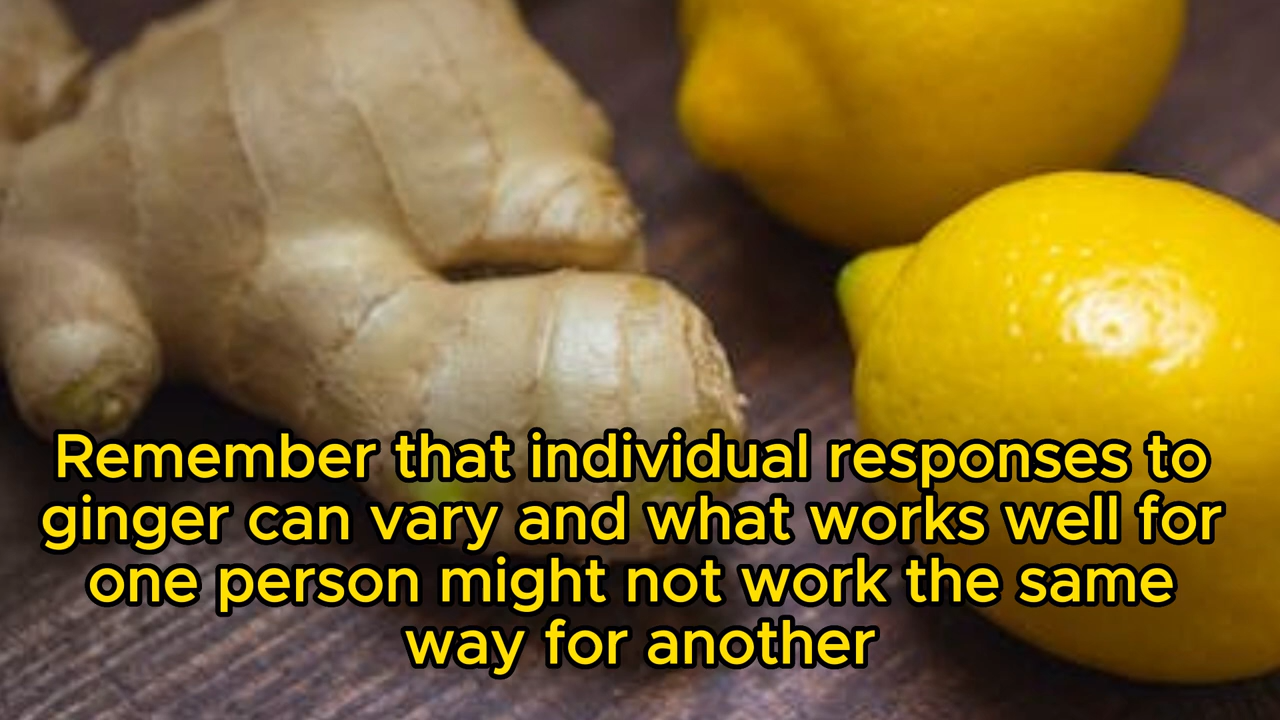 Remember that individual responses to
ginger can vary and what works well for
one person might not work the same
way for another